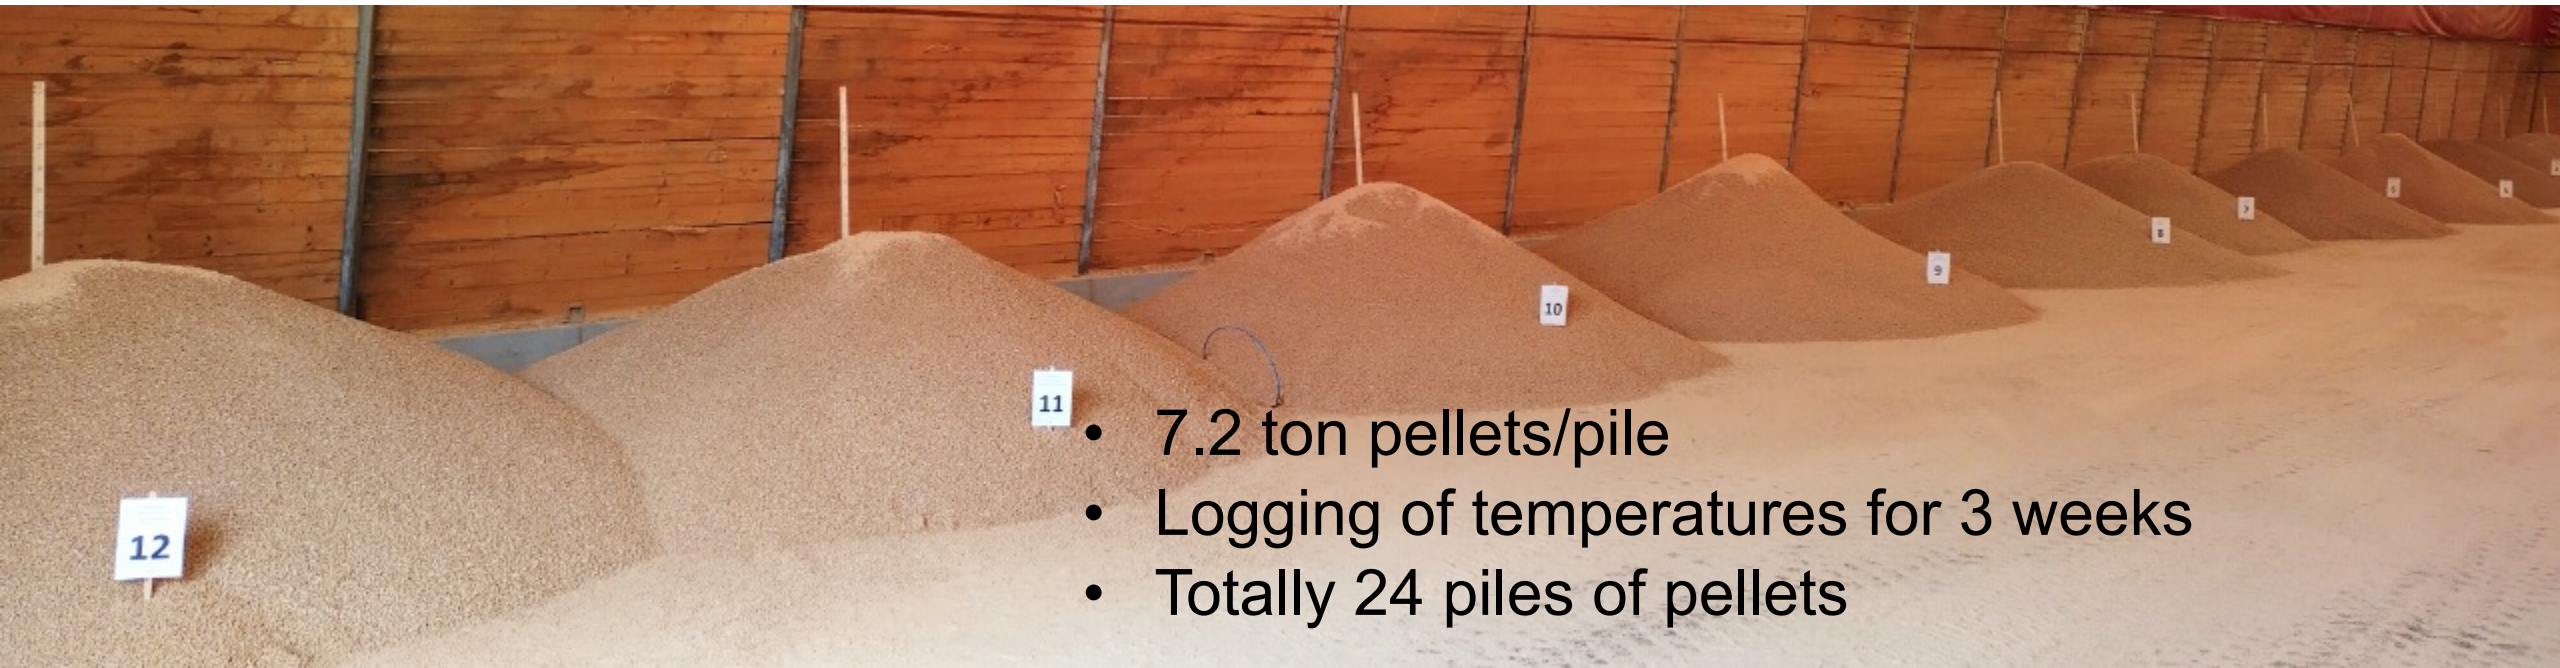 12
11
10
9
8
7
5
• 7.2 ton pellets/pile
• Logging of temperatures for 3 weeks
• Totally 24 piles of pellets